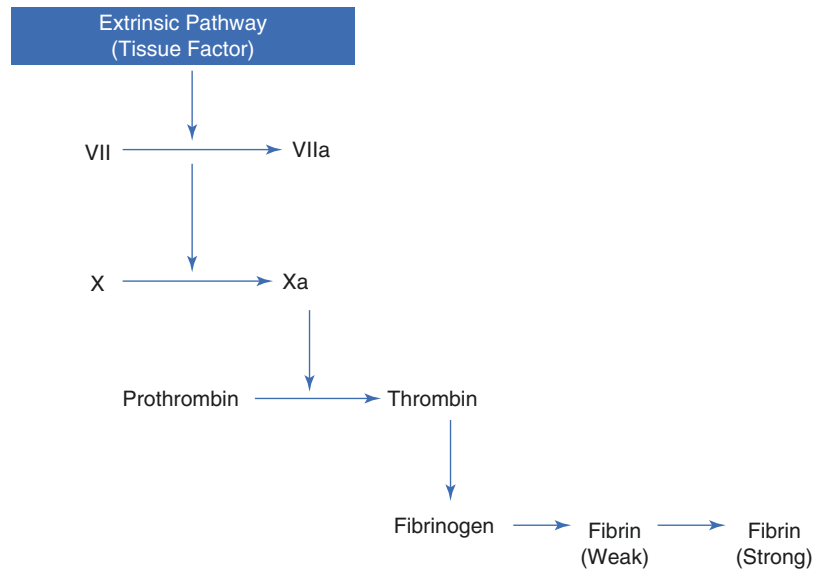 Extrinsic Pathway
(Tissue Factor)
VII
VIIa
X
Xa
Prothrombin
Thrombin
Fibrinogen
Fibrin
(Weak)
Fibrin
(Strong)